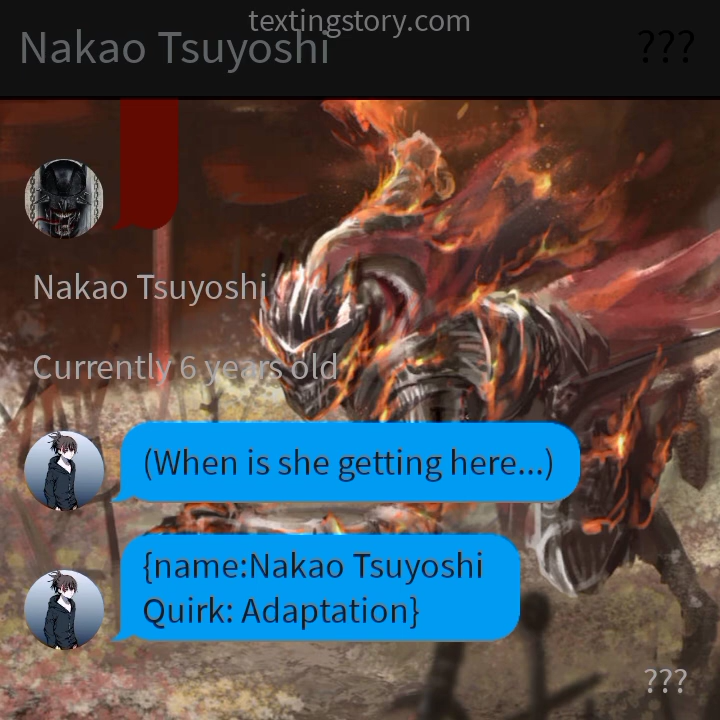 textingstory.com
Nakao Tsuyoshi
???
Nakao Tsuyoshi
Currently 6 years old
(When is she getting here...)
{name:Nakao Tsuyoshi
Quirk: Adaptation}
???